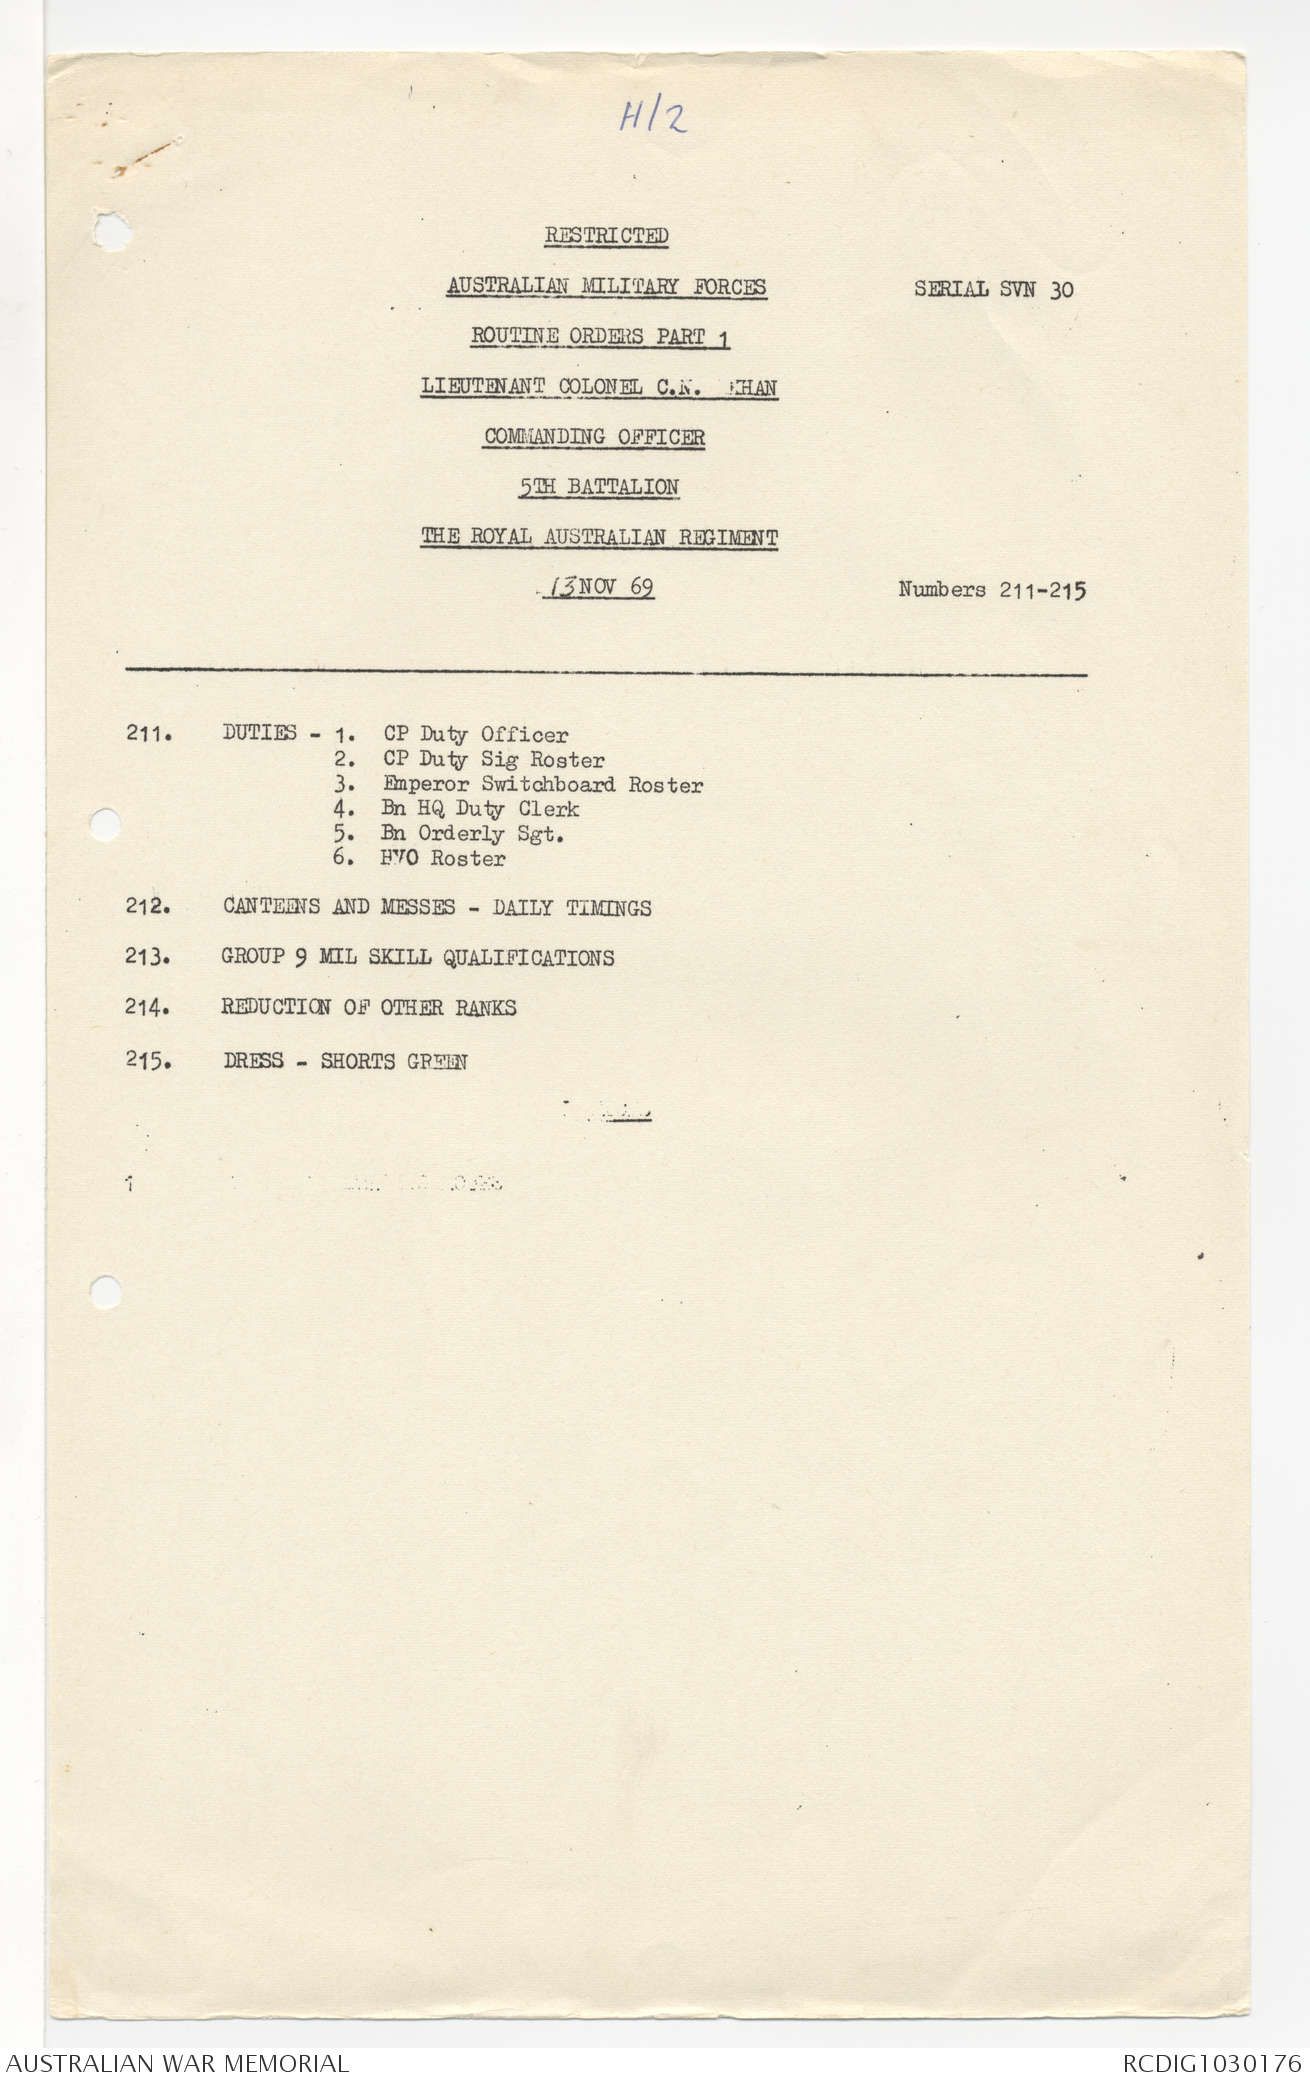 H/2
RESTRICTED
AUSTRALIAN MILITARY FORCES
SERIAL SVN 30
ROUTINE ORDERS PART 1
LIEUTENANT COLONEL C.N. KHAN
COMMANDING OFFICER
5TH BATTALION
THE ROYAL AUSTRALIAN REGIMENT
13 NOV 69
Numbers 211-215
211. DUTIES - 1. CP Duty Officer
2. CP Duty Sig Roster
3. Emperor Switchboard Roster
4. Bn HQ Duty Clerk
5. Bn Orderly Sgt.
6. Roster
212. CANTEENS AND MESSES - DAILY TIMINGS
213. GROUP 9 MIL SKILL QUALIFICATIONS
214. REDUCTION OF OTHER RANKS
215. DRESS - SHORTS GREEN
1
AUSTRALIAN WAR MEMORIAL
RCDIG1030176